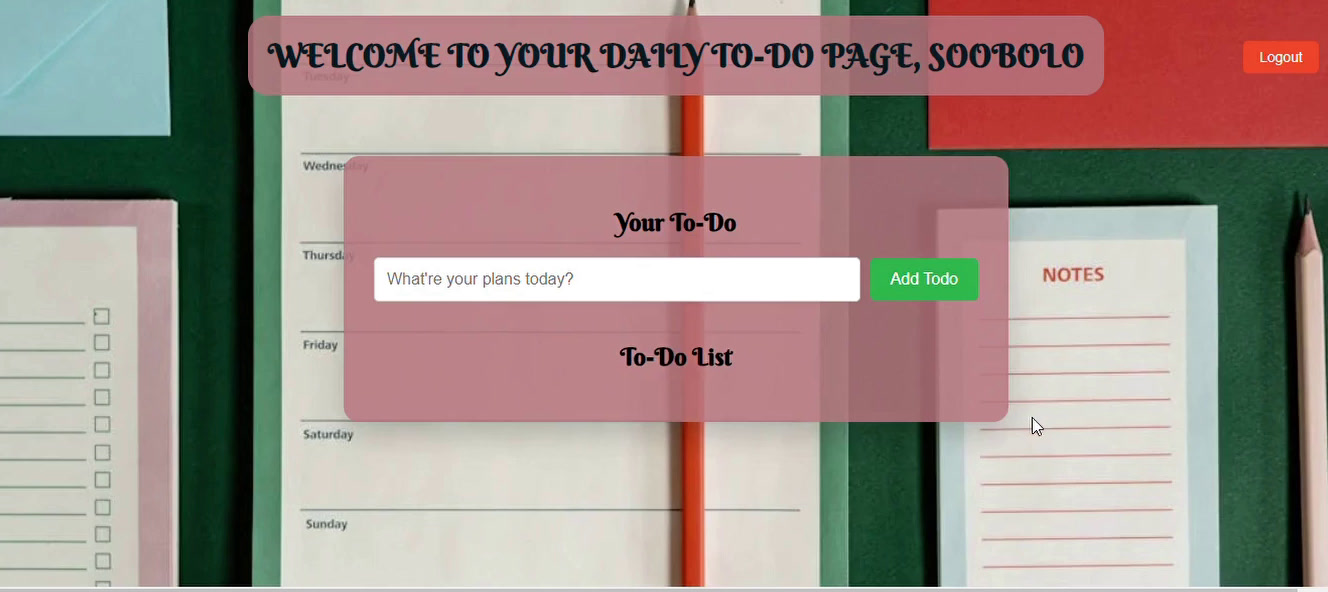 WELCOME TO YOUR DAILY TO-DO PAGE, SOOBOLO
Logout
Tuesday
Wednesday
Your To-Do
Thursday
What're your plans today?
Add Todo
NOTES
Friday
To-Do List
Saturday
Sunday